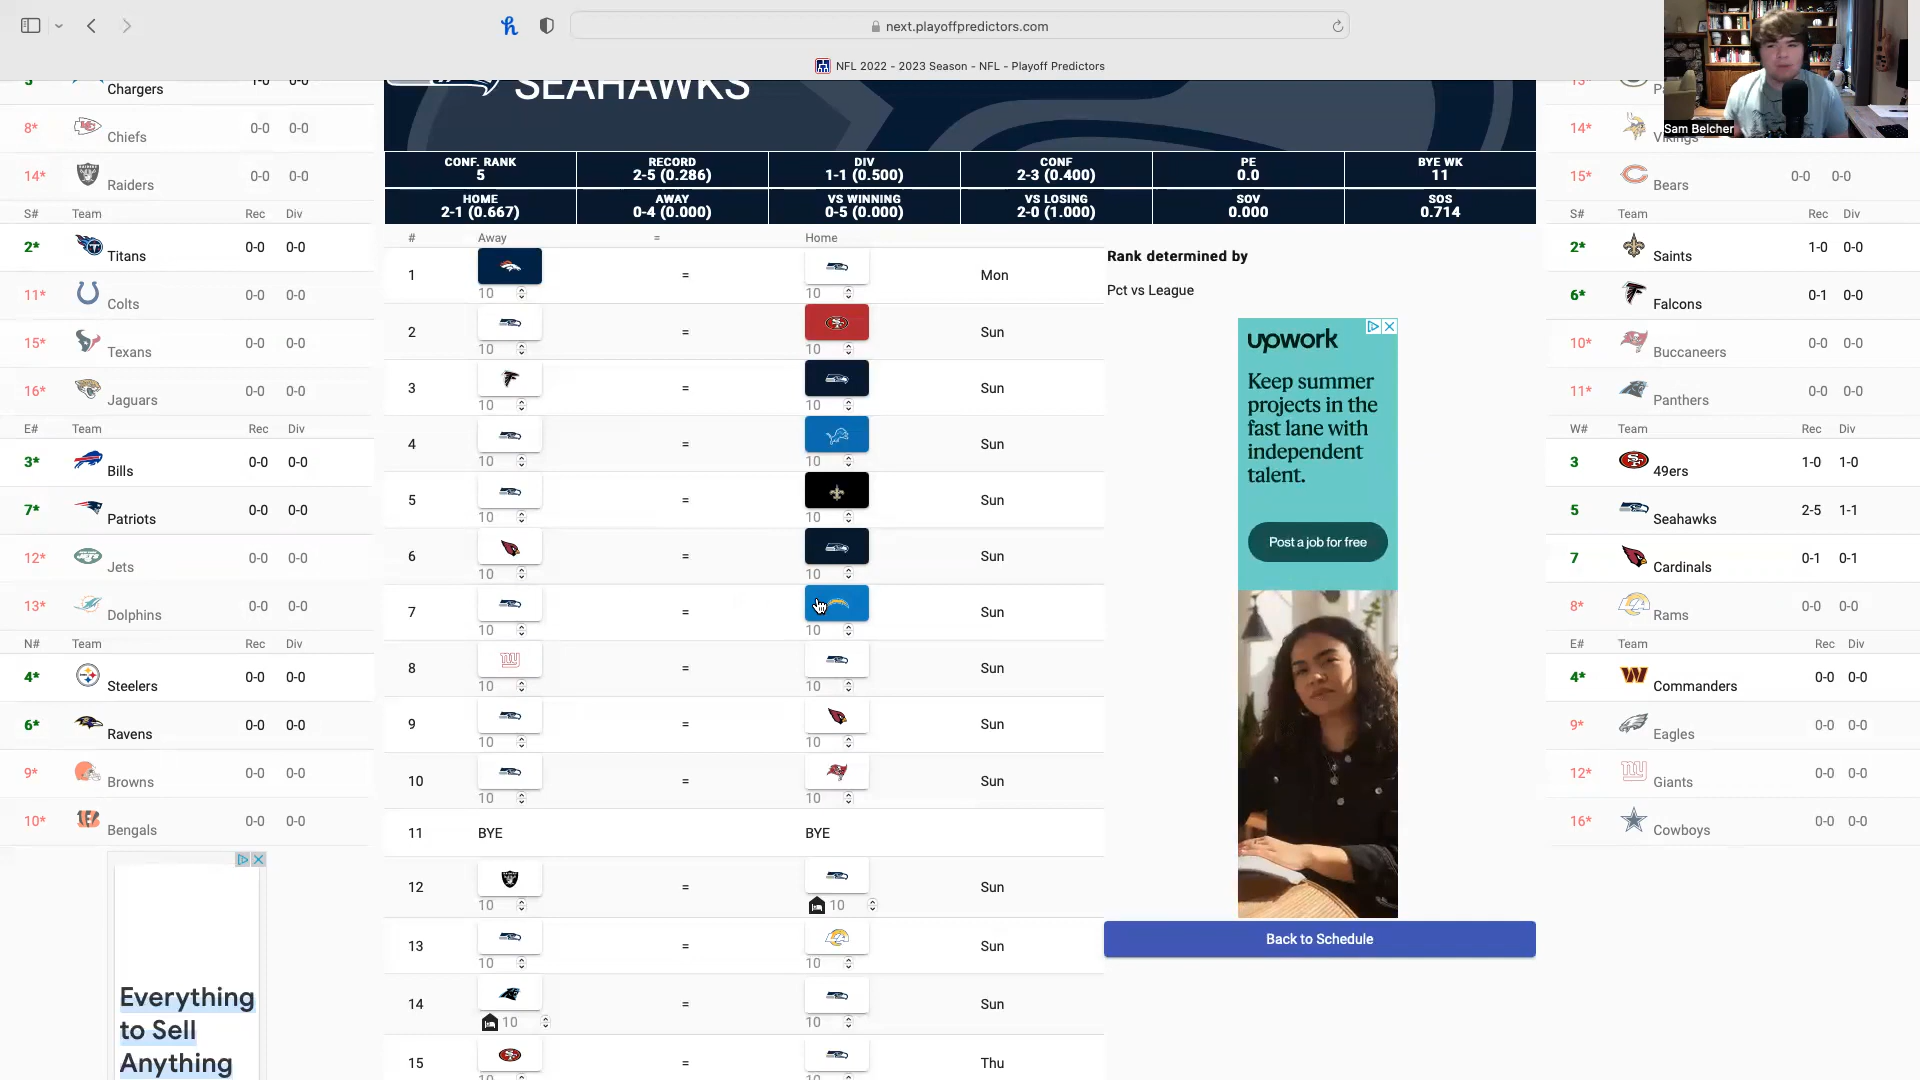 next.playoffpredictors.com
NFL 2022 - 2023 Season - NFL - Playoff Predictors
Sam Belcher
Chargers 1-0 0-0
8* Chiefs 0-0 0-0
14* Raiders 0-0 0-0
S# Team Rec Div
2* Titans 0-0 0-0
11* Colts 0-0 0-0
15* Texans 0-0 0-0
16* Jaguars 0-0 0-0
E# Team Rec Div
3* Bills 0-0 0-0
7* Patriots 0-0 0-0
12* Jets 0-0 0-0
13* Dolphins 0-0 0-0
N# Team Rec Div
4* Steelers 0-0 0-0
6* Ravens 0-0 0-0
9* Browns 0-0 0-0
10* Bengals 0-0 0-0
Everything
to Sell
Anything
SEAHAWKS
CONF. RANK RECORD DIV CONF PE BYE WK
5 2-5 (0.286) 1-1 (0.500) 2-3 (0.400) 0.0 11
HOME AWAY VS WINNING VS LOSING SOV SOS
2-1 (0.667) 0-4 (0.000) 0-5 (0.000) 2-0 (1.000) 0.000 0.714
# Away = Home
1 = Mon
10 10
2 = Sun
10 10
3 = Sun
10 10
4 = Sun
10 10
5 = Sun
10 10
6 = Sun
10 10
7 = Sun
10 10
8 ny = Sun
10 10
9 = Sun
10 10
10 = Sun
10 10
11 BYE BYE
12 = Sun
10 10
13 = Sun
10 10
14 = Sun
10 10
15 SF = Thu
Rank determined by
Pct vs League
upwork
Keep summer
projects in the
fast lane with
independent
talent.
Post a job for free
Back to Schedule
14* Vikings
15* Bears 0-0 0-0
S# Team Rec Div
2* Saints 1-0 0-0
6* Falcons 0-1 0-0
10* Buccaneers 0-0 0-0
11* Panthers 0-0 0-0
W# Team Rec Div
3 49ers 1-0 1-0
5 Seahawks 2-5 1-1
7 Cardinals 0-1 0-1
8* Rams 0-0 0-0
E# Team Rec Div
4* Commanders 0-0 0-0
9* Eagles 0-0 0-0
12* Giants 0-0 0-0
16* Cowboys 0-0 0-0